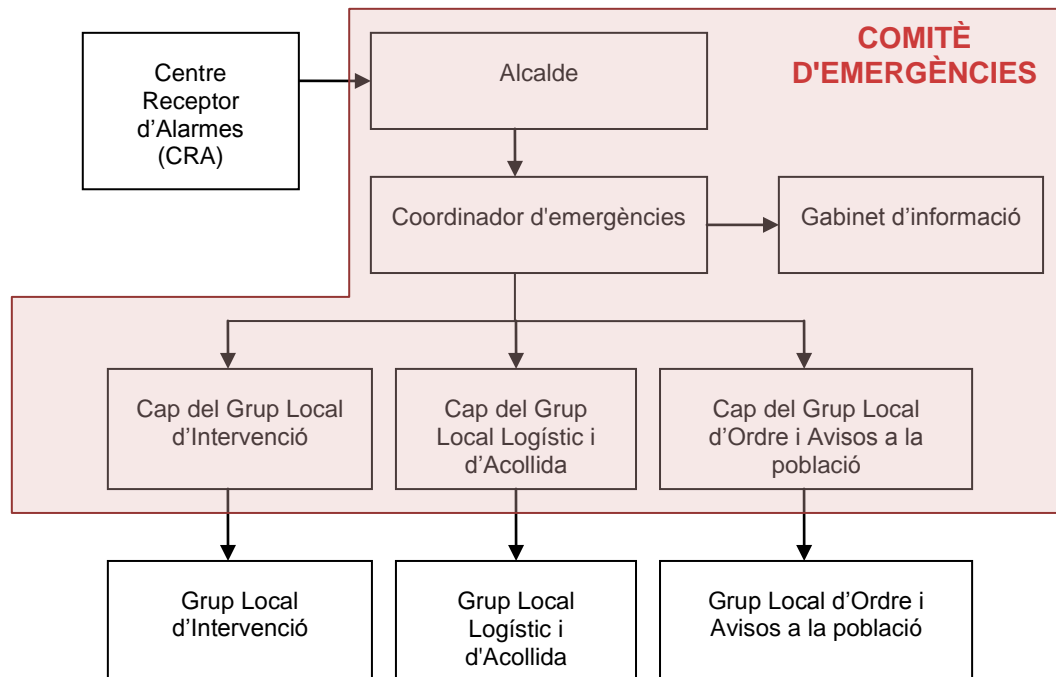 COMITÈ
D'EMERGÈNCIES
Centre
Receptor
d’Alarmes
(CRA)
Alcalde
Coordinador d'emergències
Gabinet d’informació
Cap del Grup Local
d’Intervenció
Cap del Grup
Local Logístic i
d’Acollida
Cap del Grup Local
d’Ordre i Avisos a la
població
Grup Local
d’Intervenció
Grup Local
Logístic i
d'Acollida
Grup Local d’Ordre i
Avisos a la població